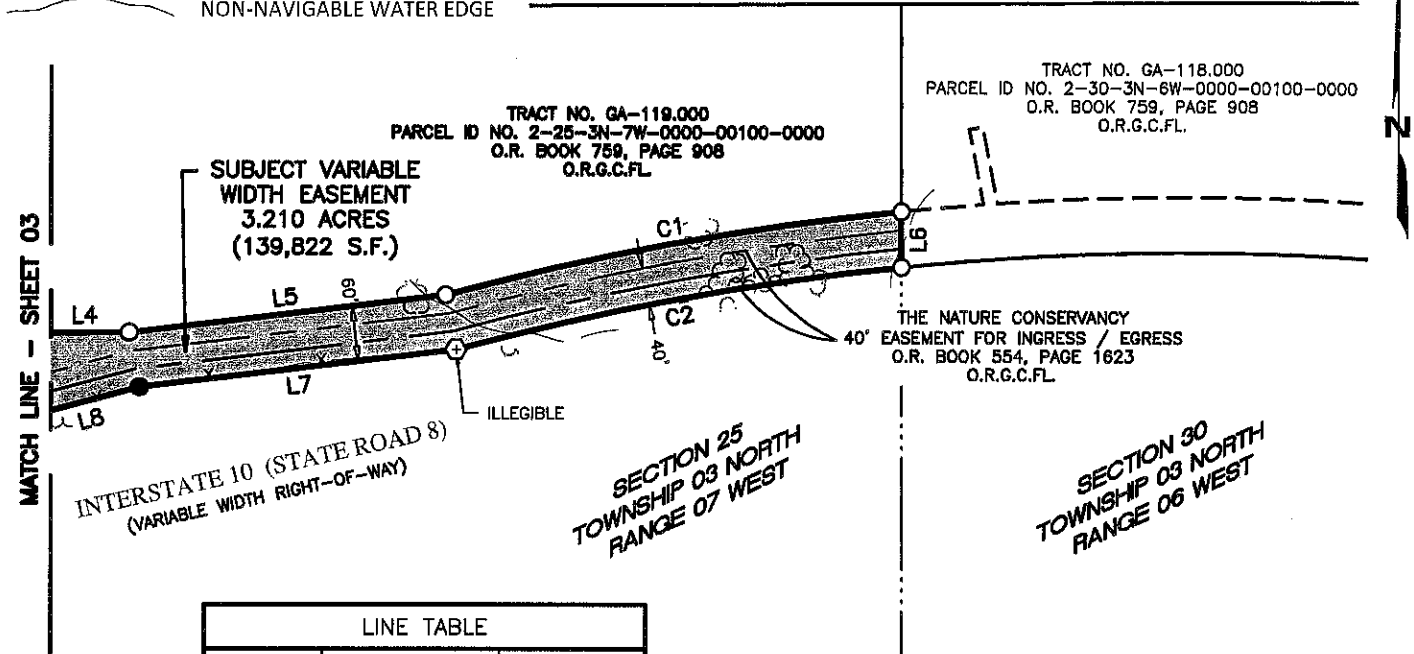 NON-NAVIGABLE WATER EDGE
TRACT NO. GA-118.000
PARCEL ID NO. 2-30-3N-6W-0000-00100-0000
O.R. BOOK 759, PAGE 908
O.R.G.C.FL.
N
TRACT NO. GA-119.000
PARCEL ID NO. 2-25-3N-7W-0000-00100-0000
O.R. BOOK 759, PAGE 908
O.R.G.C.FL.
SUBJECT VARIABLE
WIDTH EASEMENT
3.210 ACRES
(139,822 S.F.)
MATCH LINE - SHEET 03
L4
L5
60'
C1
L6
C2
40'
L7
L8
THE NATURE CONSERVANCY
40' EASEMENT FOR INGRESS / EGRESS
O.R. BOOK 554, PAGE 1623
O.R.G.C.FL.
ILLEGIBLE
INTERSTATE 10 (STATE ROAD 8)
(VARIABLE WIDTH RIGHT-OF-WAY)
SECTION 25
TOWNSHIP 03 NORTH
RANGE 07 WEST
SECTION 30
TOWNSHIP 03 NORTH
RANGE 06 WEST
LINE TABLE